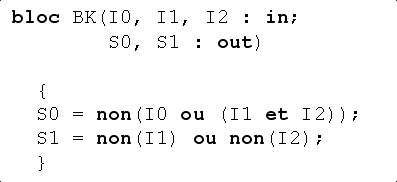 bloc BK(I0, I1, I2 : in;
S0, S1 : out)
{
S0 = non(I0 ou (I1 et I2));
S1 = non(I1) ou non(I2);
}